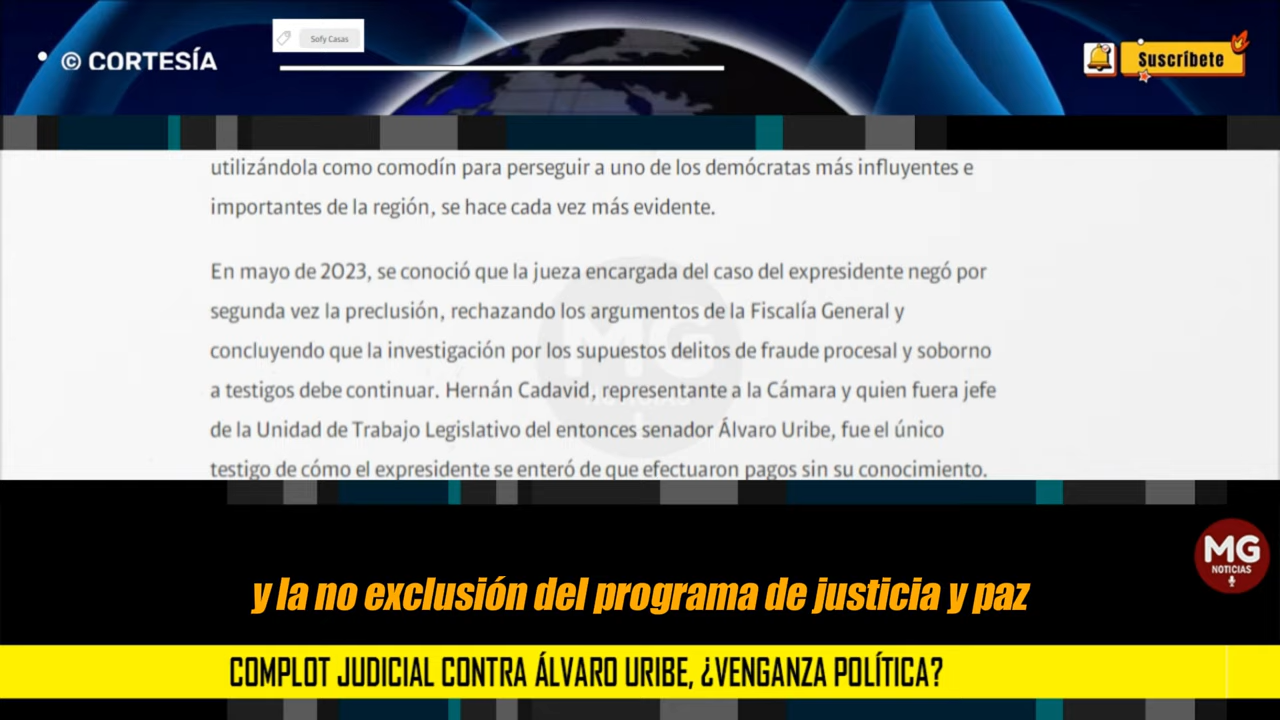 © CORTESÍA
Sofy Casas
Suscríbete
utilizándola como comodín para perseguir a uno de los demócratas más influyentes e
importantes de la región, se hace cada vez más evidente.
En mayo de 2023, se conoció que la jueza encargada del caso del expresidente negó por
segunda vez la preclusión, rechazando los argumentos de la Fiscalía General y
concluyendo que la investigación por los supuestos delitos de fraude procesal y soborno
a testigos debe continuar. Hernán Cadavid, representante a la Cámara y quien fuera jefe
de la Unidad de Trabajo Legislativo del entonces senador Álvaro Uribe, fue el único
testigo de cómo el expresidente se enteró de que efectuaron pagos sin su conocimiento.
MG
NOTICIAS
y la no exclusión del programa de justicia y paz
COMPLOT JUDICIAL CONTRA ÁLVARO URIBE, ¿VENGANZA POLÍTICA?